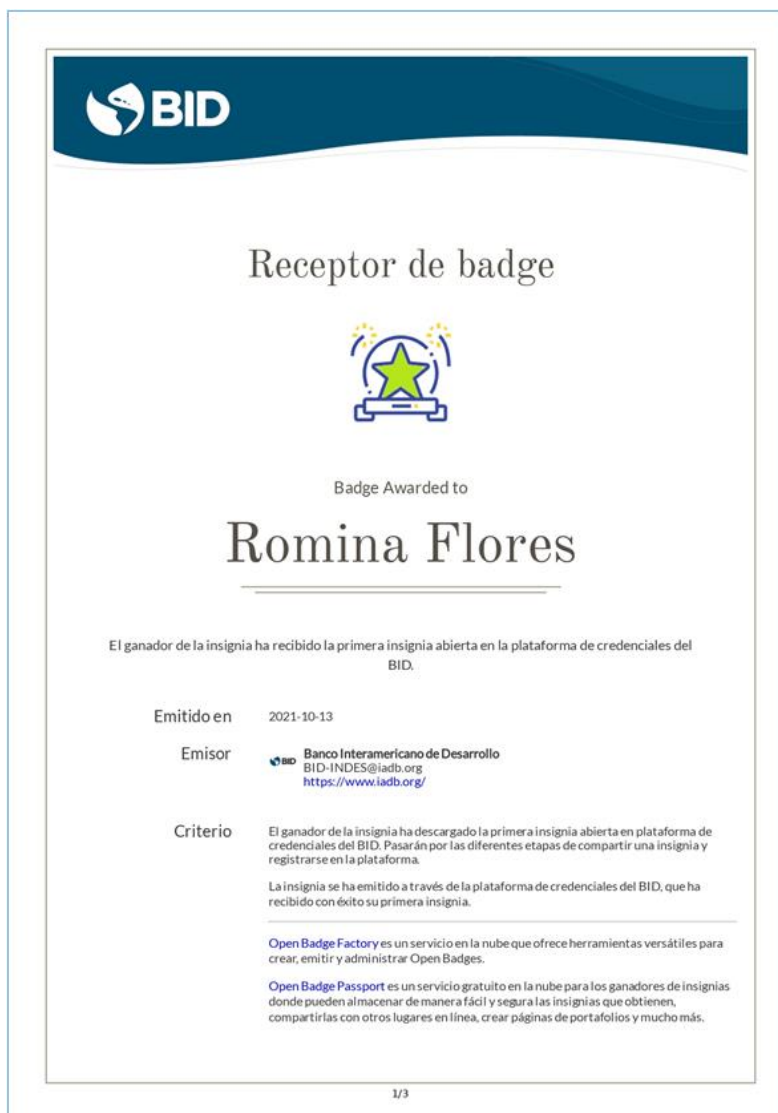 BID
Receptor de badge
Badge Awarded to
Romina Flores
El ganador de la insignia ha recibido la primera insignia abierta en la plataforma de credenciales del
BID.
Emitido en 2021-10-13
Emisor BID Banco Interamericano de Desarrollo
BID-INDES@iadb.org
https://www.iadb.org/
Criterio El ganador de la insignia ha descargado la primera insignia abierta en plataforma de
credenciales del BID. Pasarán por las diferentes etapas de compartir una insignia y
registrarse en la plataforma.
La insignia se ha emitido a través de la plataforma de credenciales del BID, que ha
recibido con éxito su primera insignia.
Open Badge Factory es un servicio en la nube que ofrece herramientas versátiles para
crear, emitir y administrar Open Badges.
Open Badge Passport es un servicio gratuito en la nube para los ganadores de insignias
donde pueden almacenar de manera fácil y segura las insignias que obtienen,
compartirlas con otros lugares en línea, crear páginas de portafolios y mucho más.
1/3